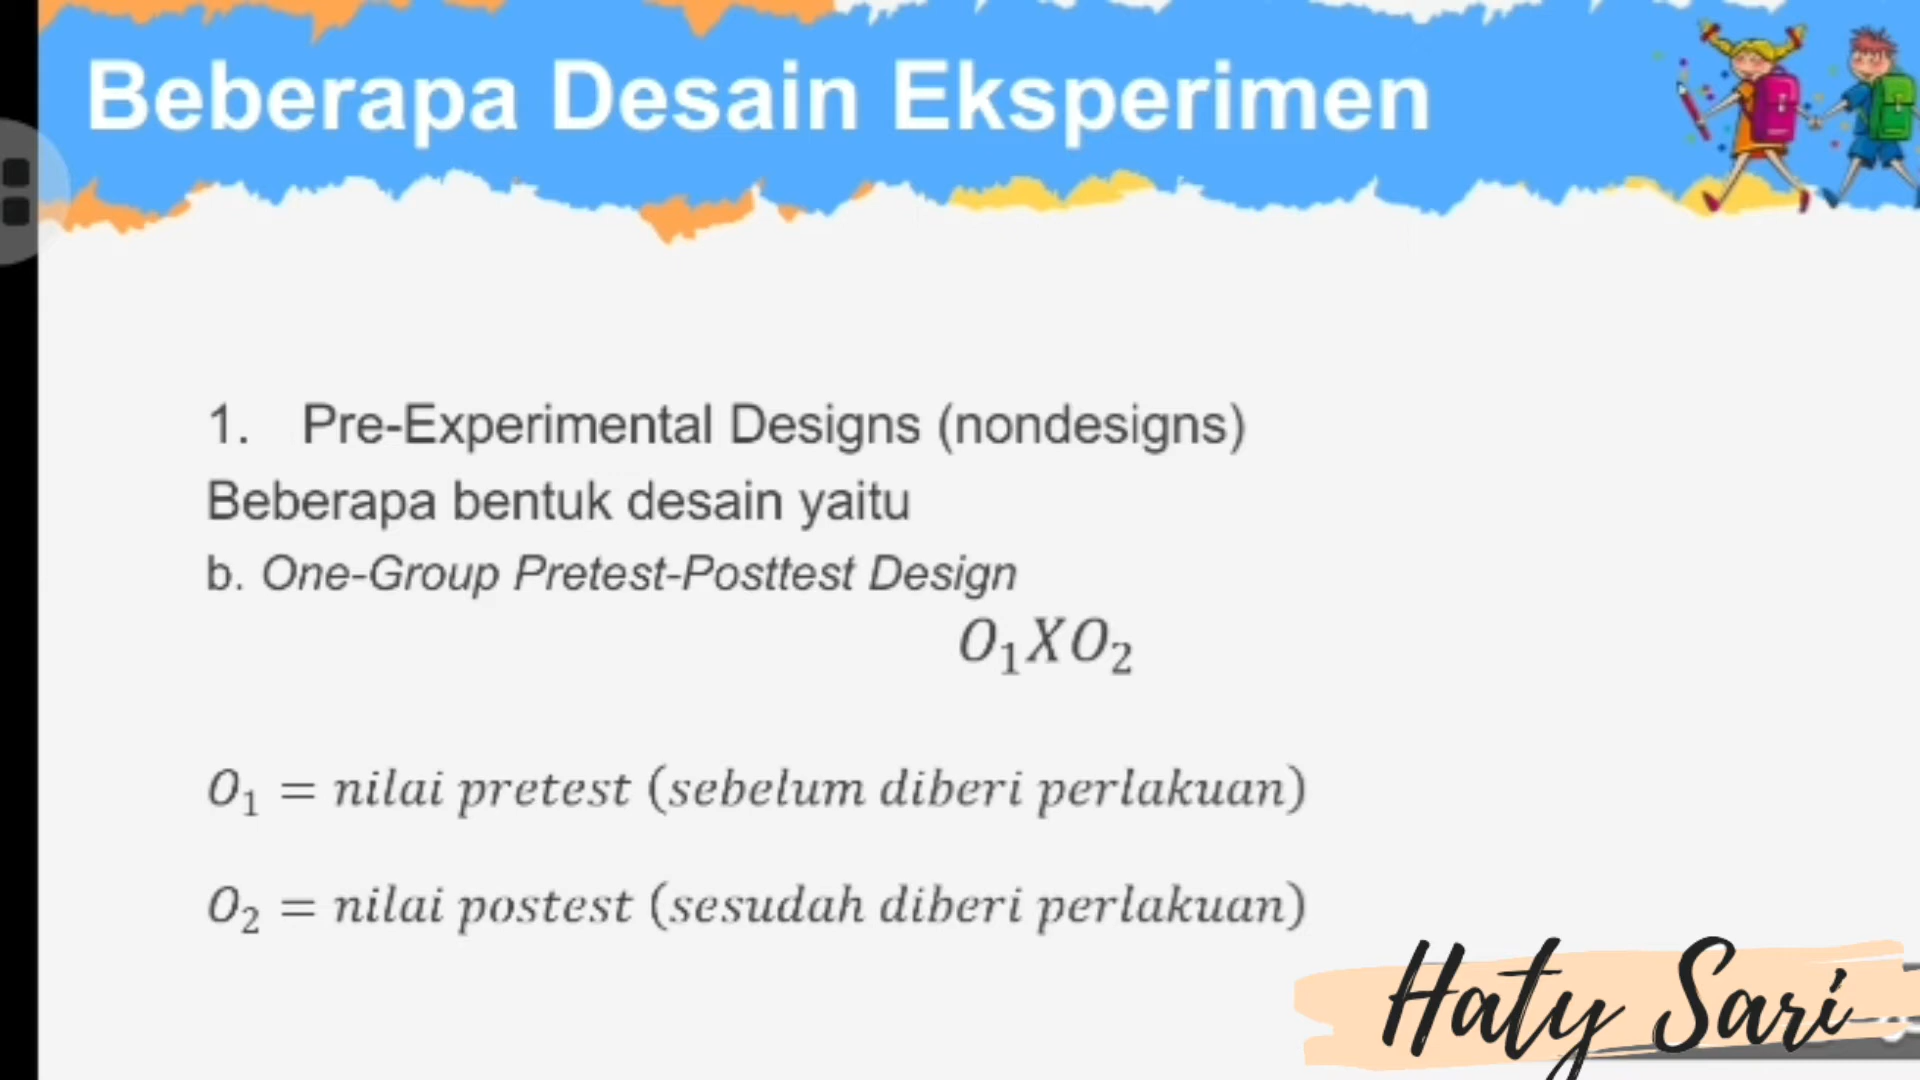 Beberapa Desain Eksperimen
1. Pre-Experimental Designs (nondesigns)
Beberapa bentuk desain yaitu
b. One-Group Pretest-Posttest Design
O₁XO₂
O₁ = nilai pretest (sebelum diberi perlakuan)
O₂ = nilai postest (sesudah diberi perlakuan)
Haty Sari